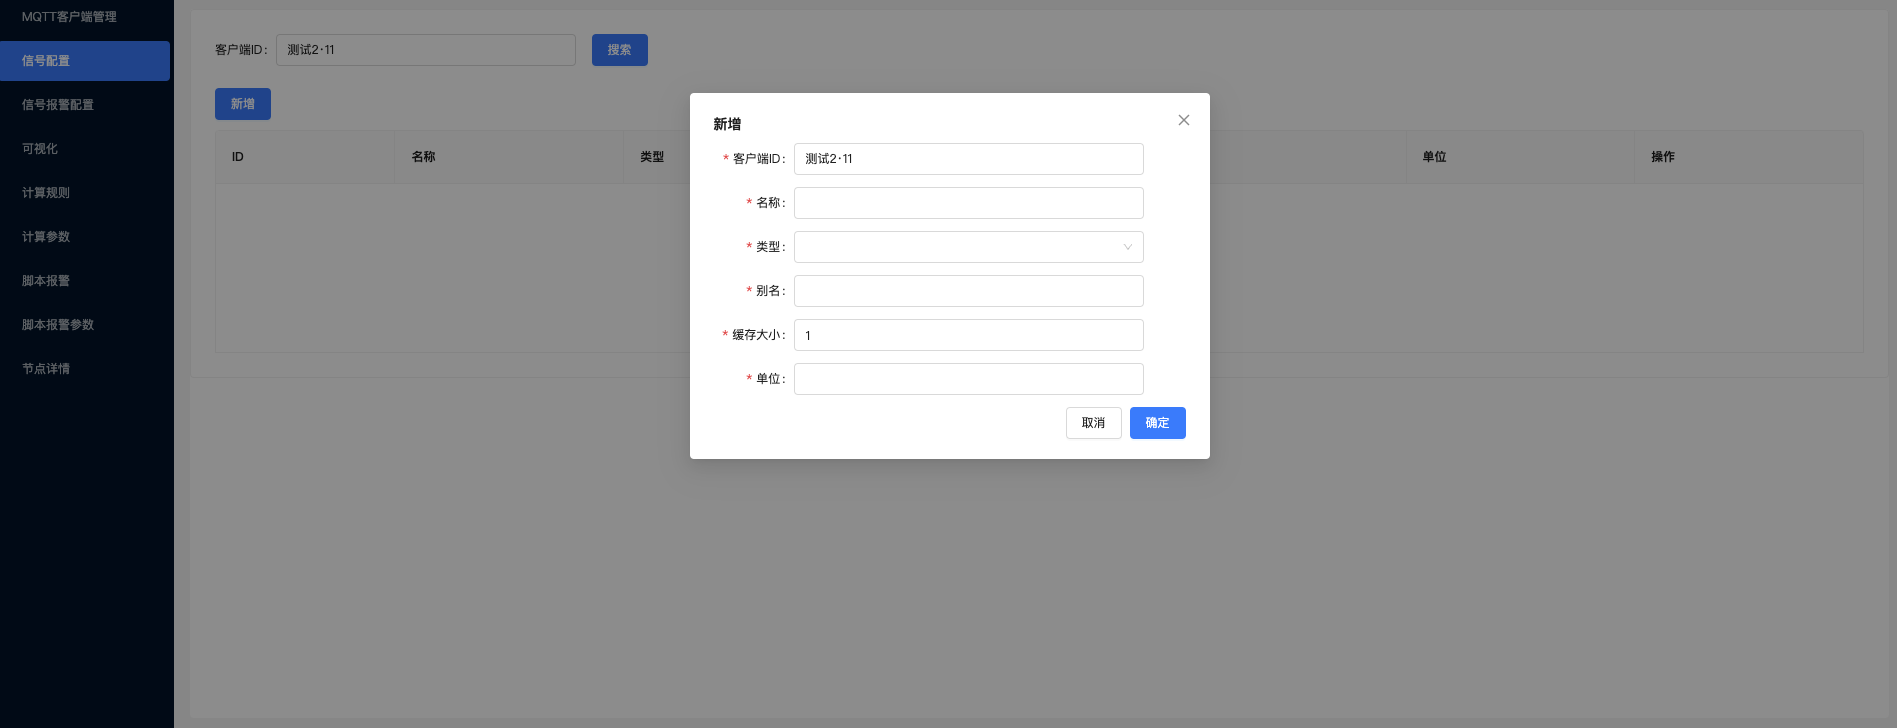 MQTT客户端管理
信号配置
信号报警配置
可视化
计算规则
计算参数
脚本报警
脚本报警参数
节点详情
客户端ID: 测试2·11 搜索
新增
ID 名称 类型 单位 操作
新增
* 客户端ID: 测试2·11
* 名称:
* 类型:
* 别名:
* 缓存大小: 1
* 单位:
取消 确定